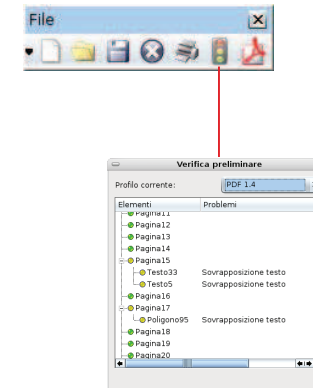 File
Verifica preliminare
Profilo corrente: PDF 1.4
Elementi Problemi
Pagina11
Pagina12
Pagina13
Pagina14
Pagina15
Testo33 Sovrapposizione testo
Testo5 Sovrapposizione testo
Pagina16
Pagina17
Poligono95 Sovrapposizione testo
Pagina18
Pagina19
Pagina20